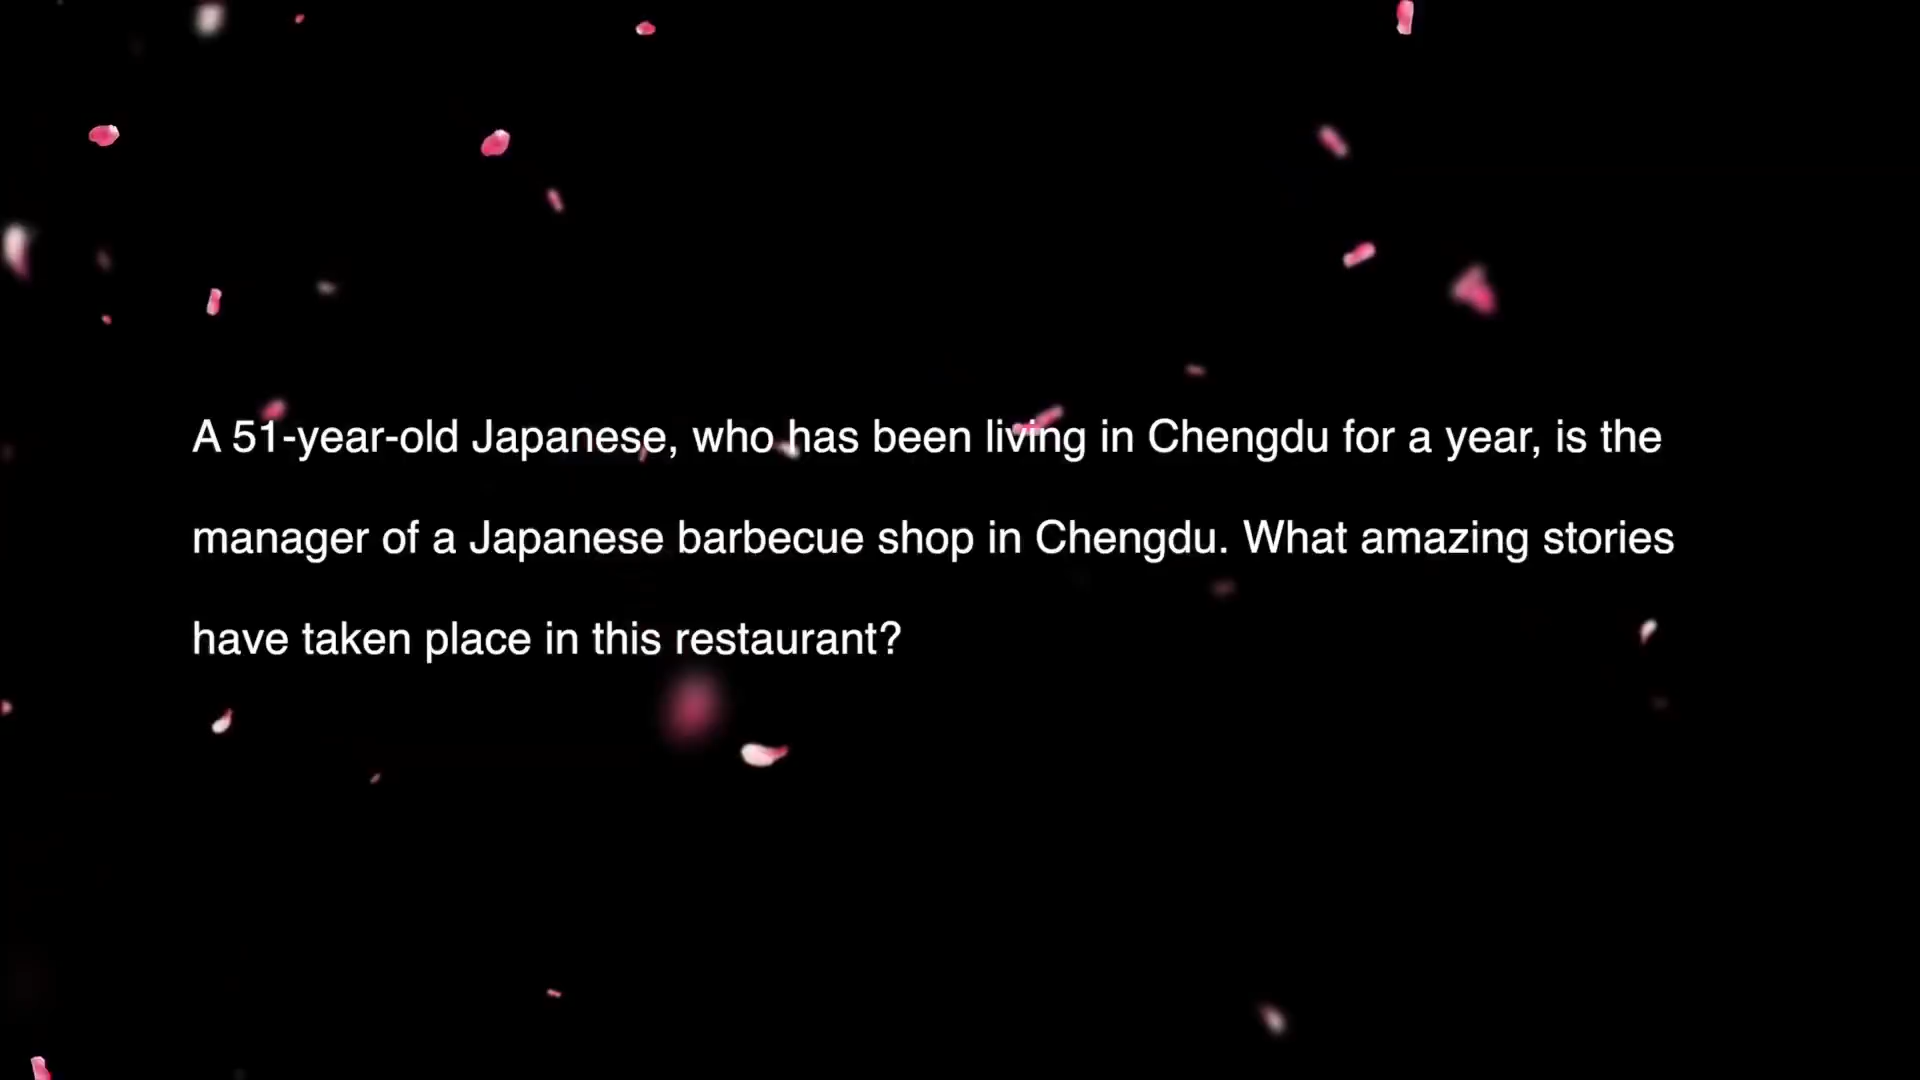 A 51-year-old Japanese, who has been living in Chengdu for a year, is the
manager of a Japanese barbecue shop in Chengdu. What amazing stories
have taken place in this restaurant?